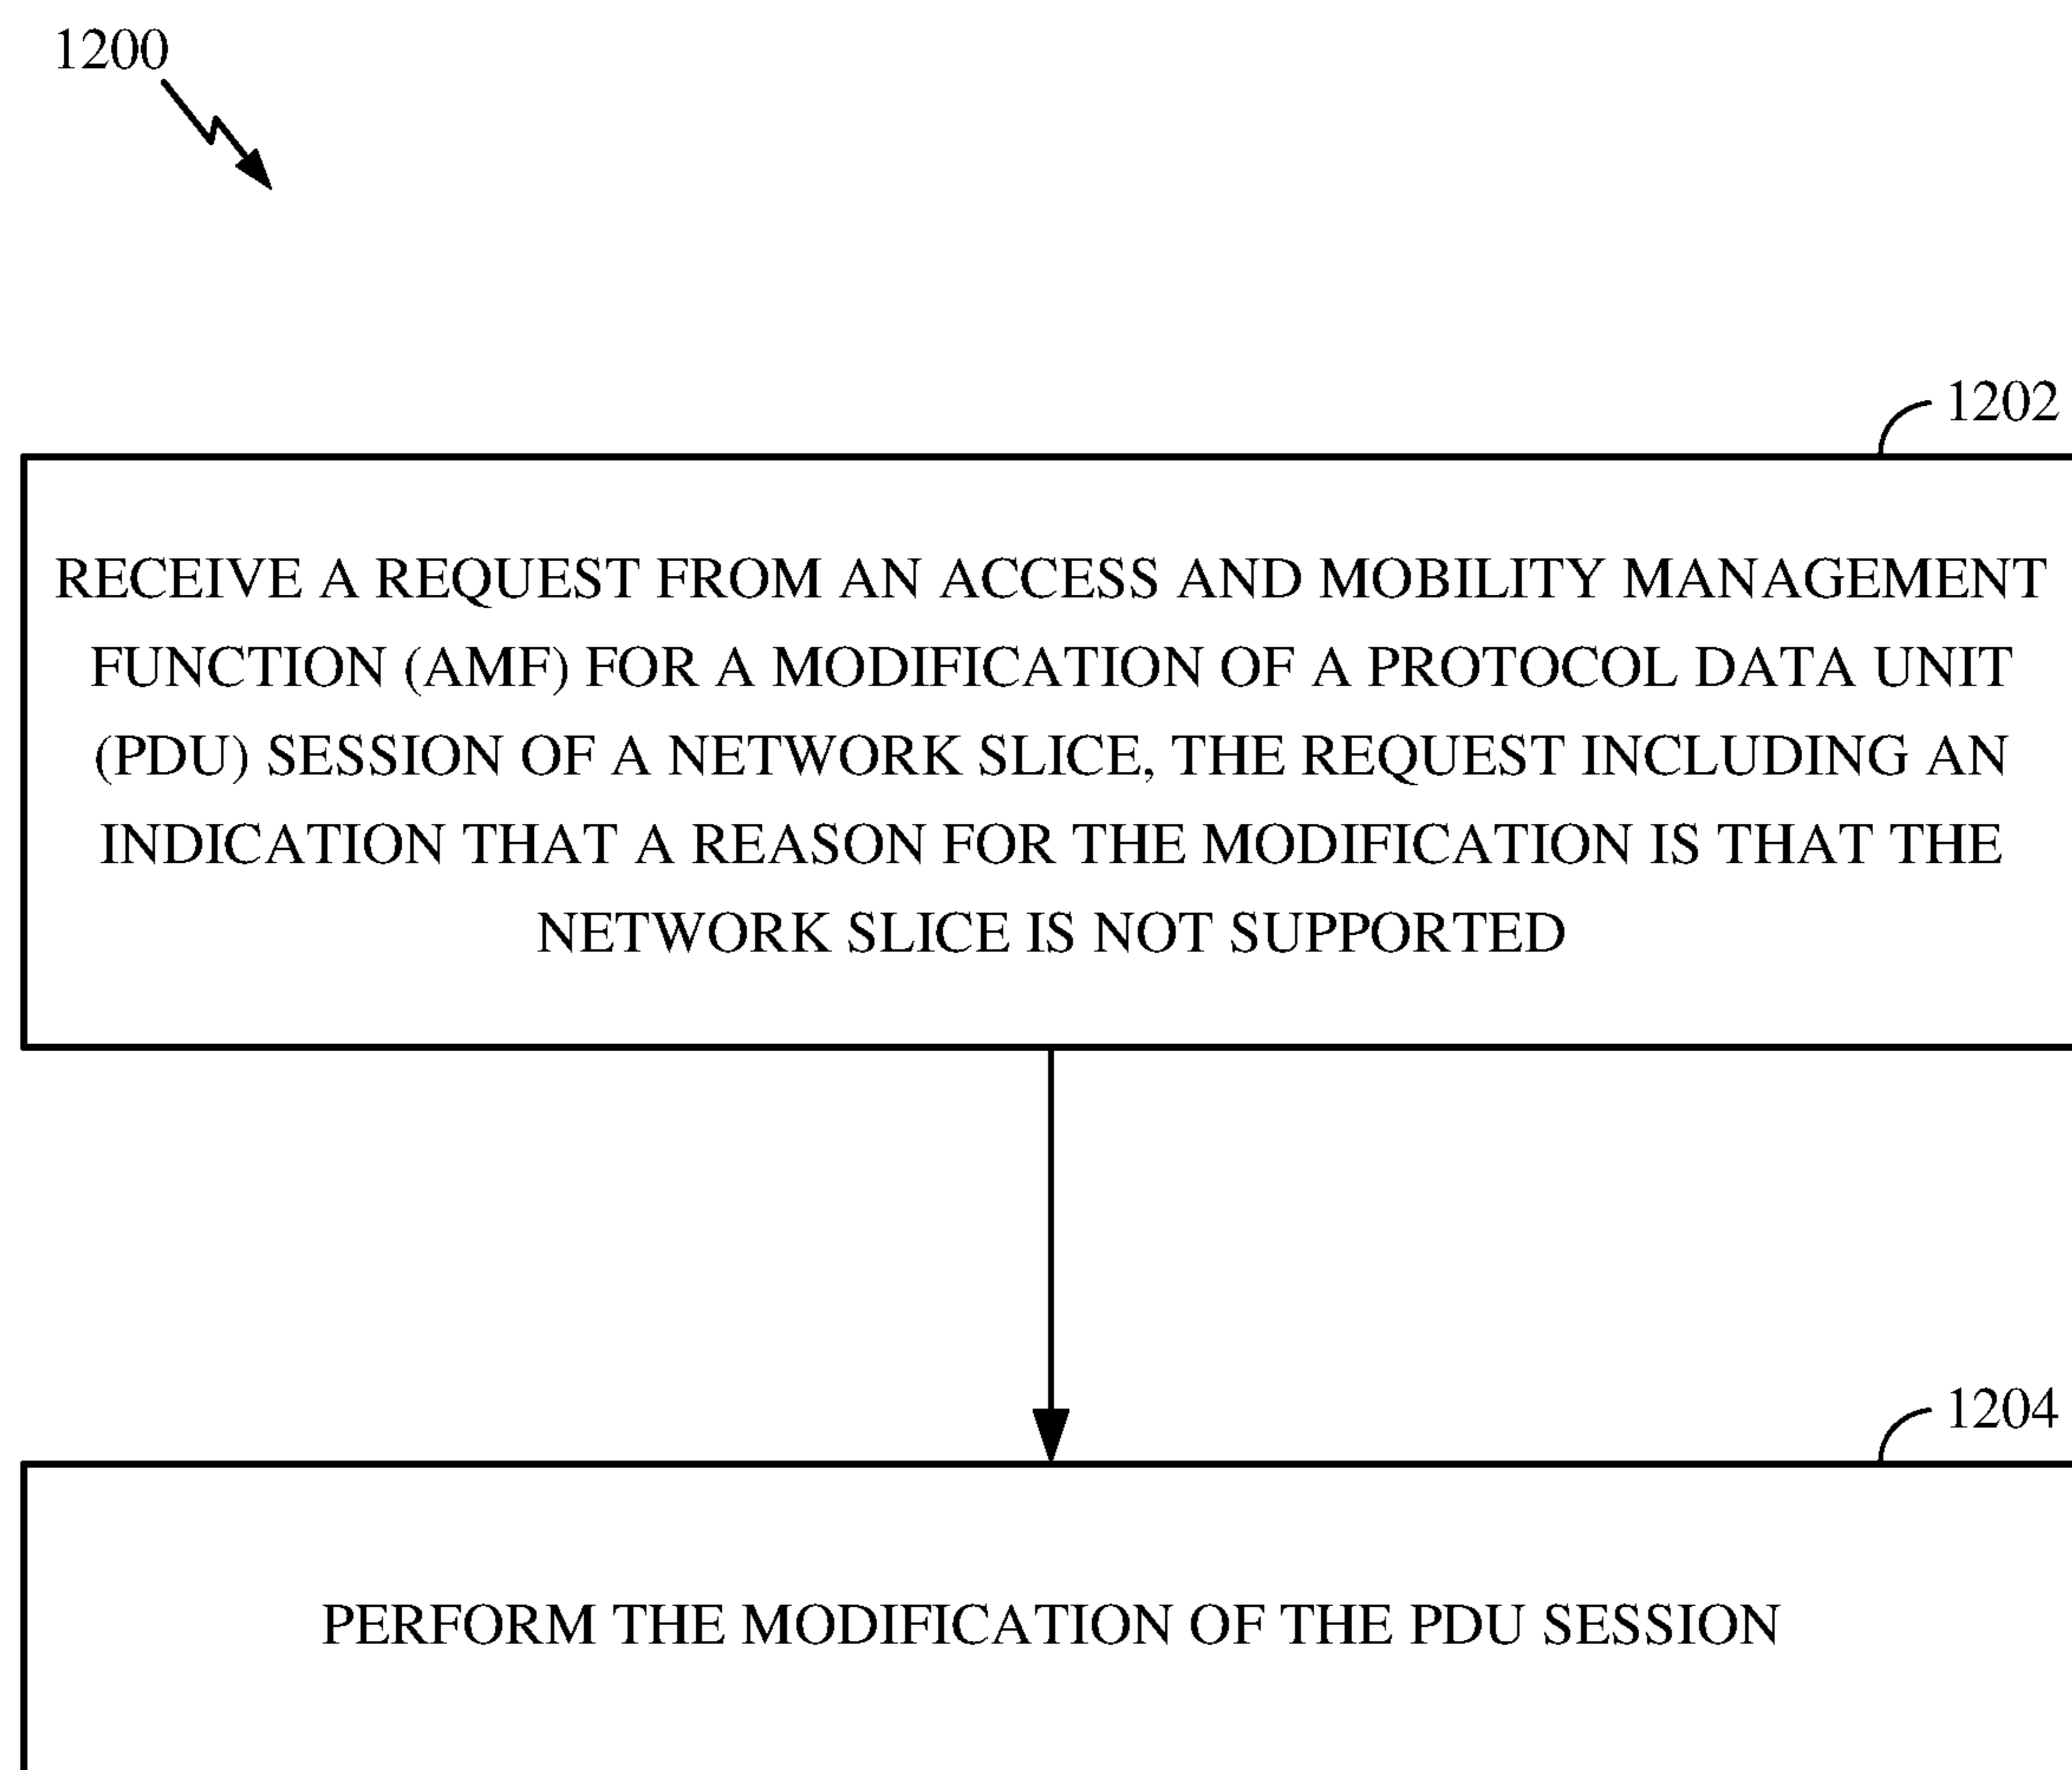 1200
1202
RECEIVE A REQUEST FROM AN ACCESS AND MOBILITY MANAGEMENT
FUNCTION (AMF) FOR A MODIFICATION OF A PROTOCOL DATA UNIT
(PDU) SESSION OF A NETWORK SLICE, THE REQUEST INCLUDING AN
INDICATION THAT A REASON FOR THE MODIFICATION IS THAT THE
NETWORK SLICE IS NOT SUPPORTED
1204
PERFORM THE MODIFICATION OF THE PDU SESSION